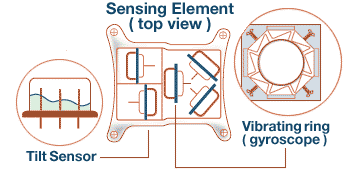 Sensing Element
( top view )
Tilt Sensor
Vibrating ring
( gyroscope )